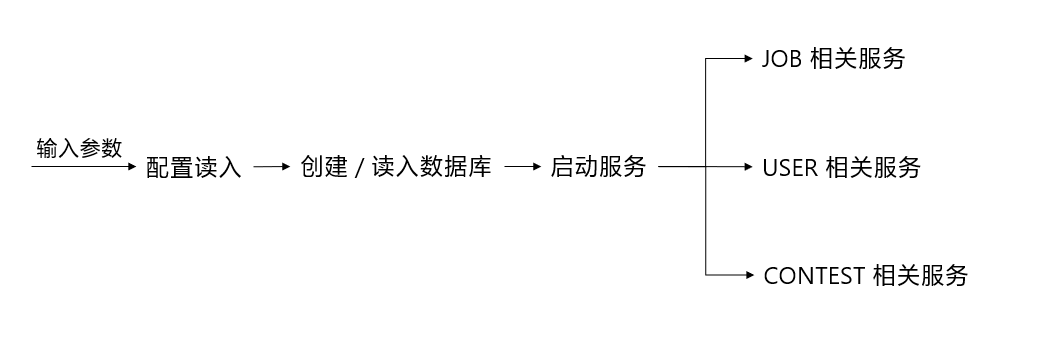 输入参数
配置读入
创建 / 读入数据库
启动服务
JOB 相关服务
USER 相关服务
CONTEST 相关服务